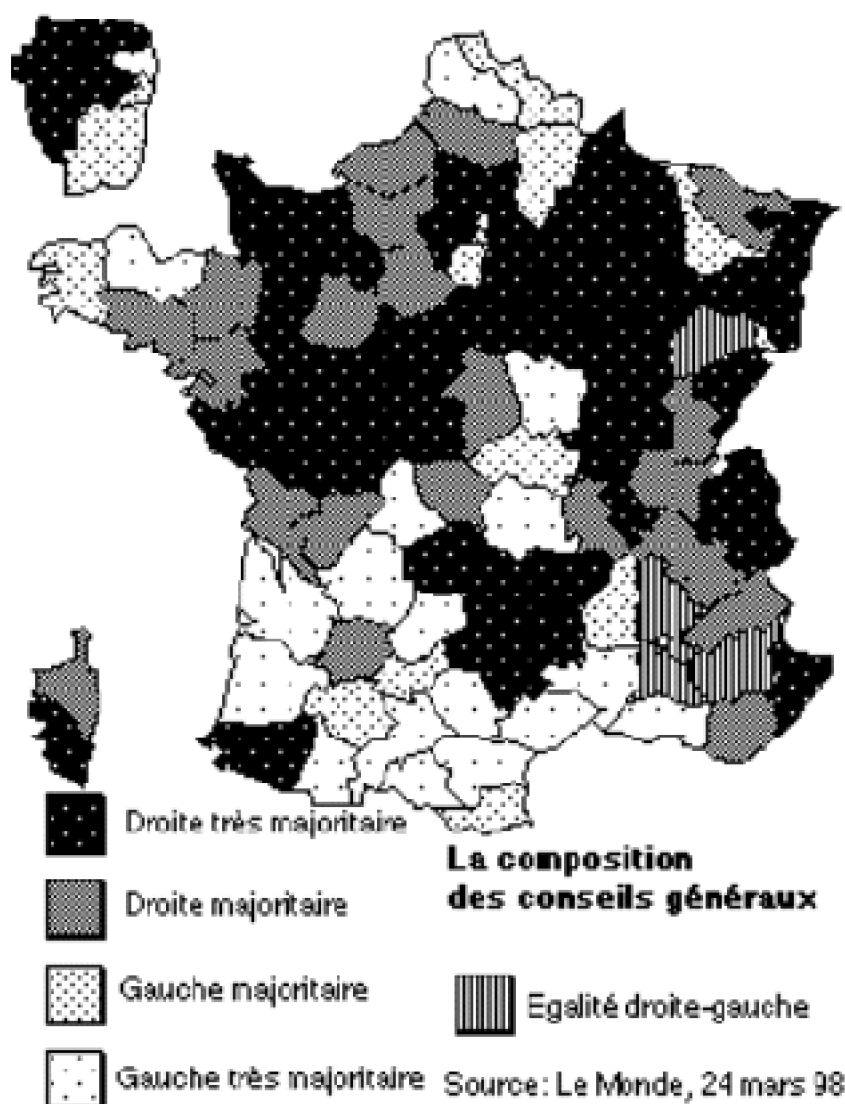 Droite très majoritaire
Droite majoritaire
Gauche majoritaire
Gauche très majoritaire
La composition
des conseils généraux
Egalité droite-gauche
Source: Le Monde, 24 mars 98